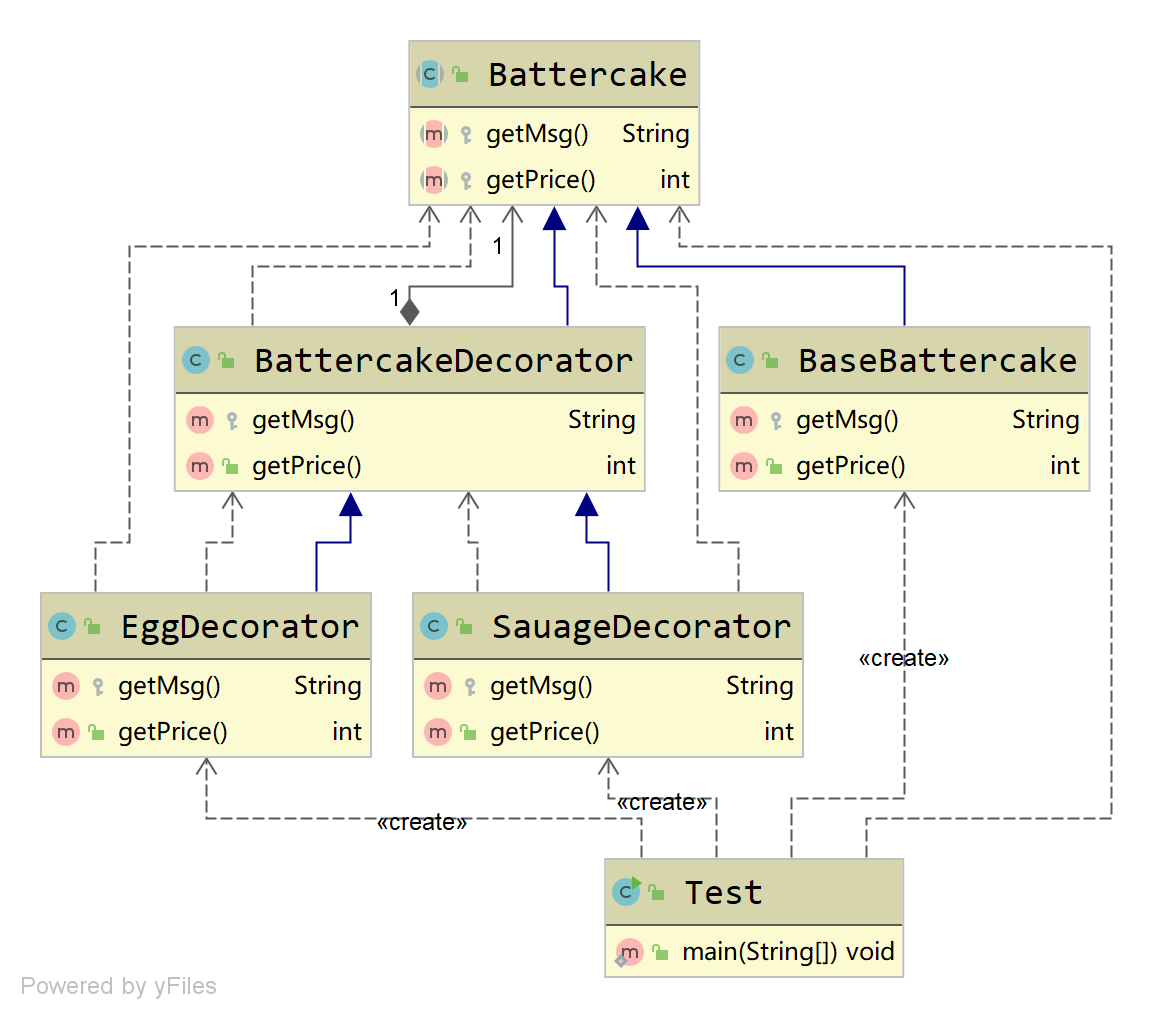 Battercake
getMsg() String
getPrice() int
1
1
BattercakeDecorator
getMsg() String
getPrice() int
BaseBattercake
getMsg() String
getPrice() int
EggDecorator
getMsg() String
getPrice() int
SauageDecorator
getMsg() String
getPrice() int
«create»
«create»
«create»
Test
main(String[]) void
Powered by yFiles